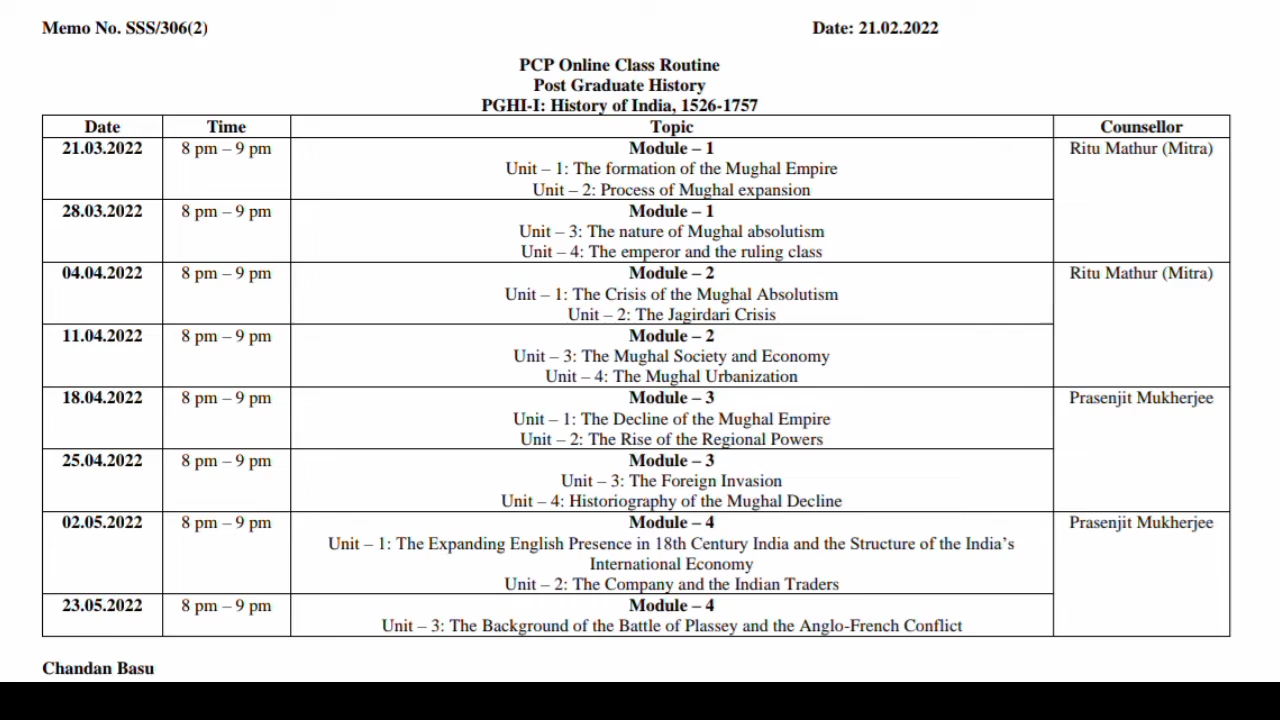 Memo No. SSS/306(2) Date: 21.02.2022
PCP Online Class Routine
Post Graduate History
PGHI-I: History of India, 1526-1757
Date Time Topic Counsellor
21.03.2022 8 pm – 9 pm Module – 1 Ritu Mathur (Mitra)
Unit – 1: The formation of the Mughal Empire
Unit – 2: Process of Mughal expansion
28.03.2022 8 pm – 9 pm Module – 1
Unit – 3: The nature of Mughal absolutism
Unit – 4: The emperor and the ruling class
04.04.2022 8 pm – 9 pm Module – 2 Ritu Mathur (Mitra)
Unit – 1: The Crisis of the Mughal Absolutism
Unit – 2: The Jagirdari Crisis
11.04.2022 8 pm – 9 pm Module – 2
Unit – 3: The Mughal Society and Economy
Unit – 4: The Mughal Urbanization
18.04.2022 8 pm – 9 pm Module – 3 Prasenjit Mukherjee
Unit – 1: The Decline of the Mughal Empire
Unit – 2: The Rise of the Regional Powers
25.04.2022 8 pm – 9 pm Module – 3
Unit – 3: The Foreign Invasion
Unit – 4: Historiography of the Mughal Decline
02.05.2022 8 pm – 9 pm Module – 4 Prasenjit Mukherjee
Unit – 1: The Expanding English Presence in 18th Century India and the Structure of the India's
International Economy
Unit – 2: The Company and the Indian Traders
23.05.2022 8 pm – 9 pm Module – 4
Unit – 3: The Background of the Battle of Plassey and the Anglo-French Conflict
Chandan Basu